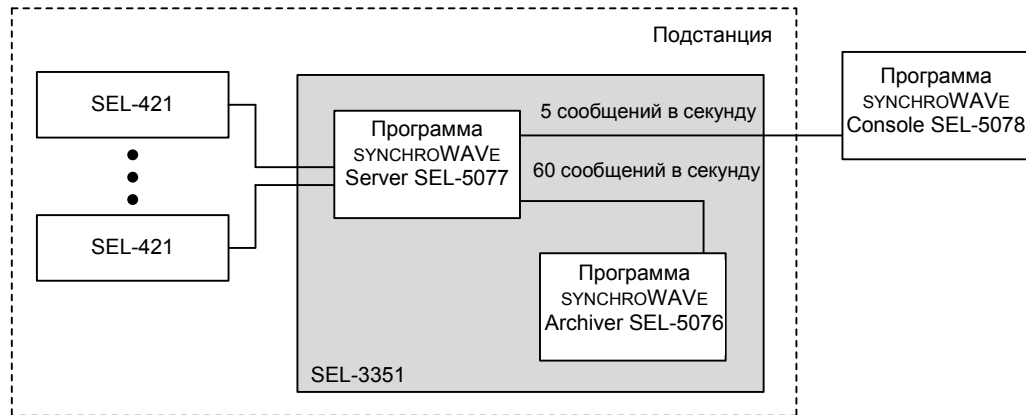 Подстанция
SEL-421
SEL-421
Программа
SYNCHROWAVE
Server SEL-5077
5 сообщений в секунду
60 сообщений в секунду
Программа
SYNCHROWAVE
Archiver SEL-5076
SEL-3351
Программа
SYNCHROWAVE
Console SEL-5078